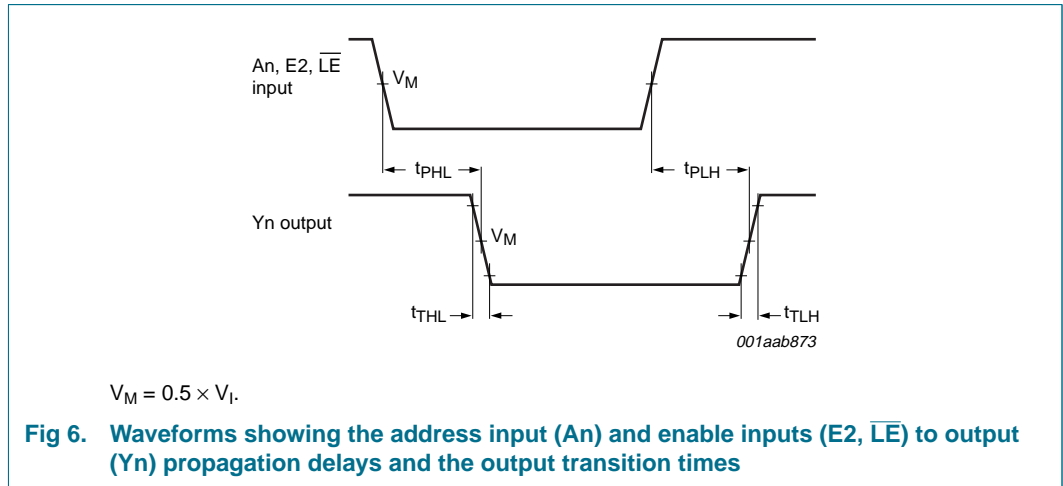 An, E2, L̅E̅
input
V_M
t_PHL
t_PLH
Yn output
V_M
t_THL
t_TLH
001aab873
V_M = 0.5 × V_I.
Fig 6. Waveforms showing the address input (An) and enable inputs (E2, L̅E̅) to output
(Yn) propagation delays and the output transition times